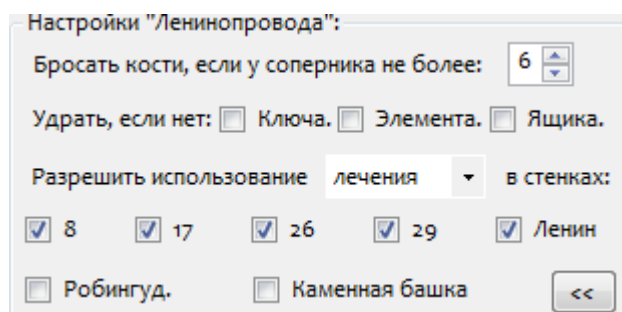 Настройки "Ленинопровода":
Бросать кости, если у соперника не более: 6
Удрать, если нет: Ключа. Элемента. Ящика.
Разрешить использование лечения в стенках:
8 17 26 29 Ленин
Робингуд. Каменная башка <<